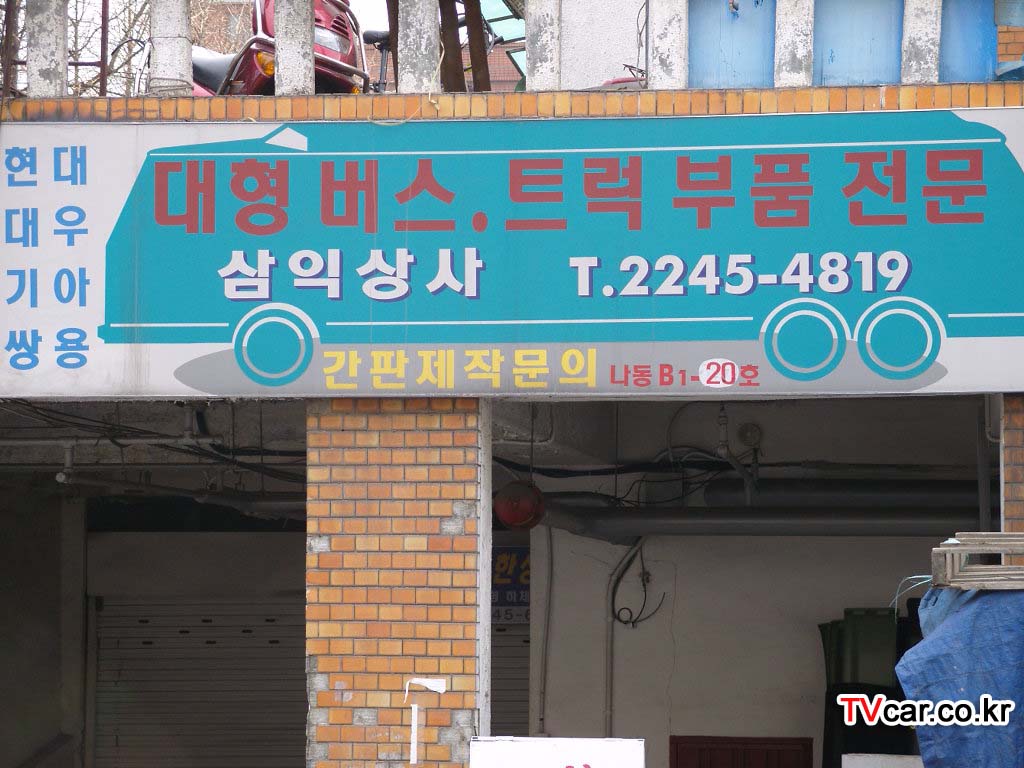 현대
대우
기아
쌍용
대형 버스.트럭 부품 전문
삼익상사 T.2245-4819
간판제작문의 나동 B1-20호
TVcar.co.kr